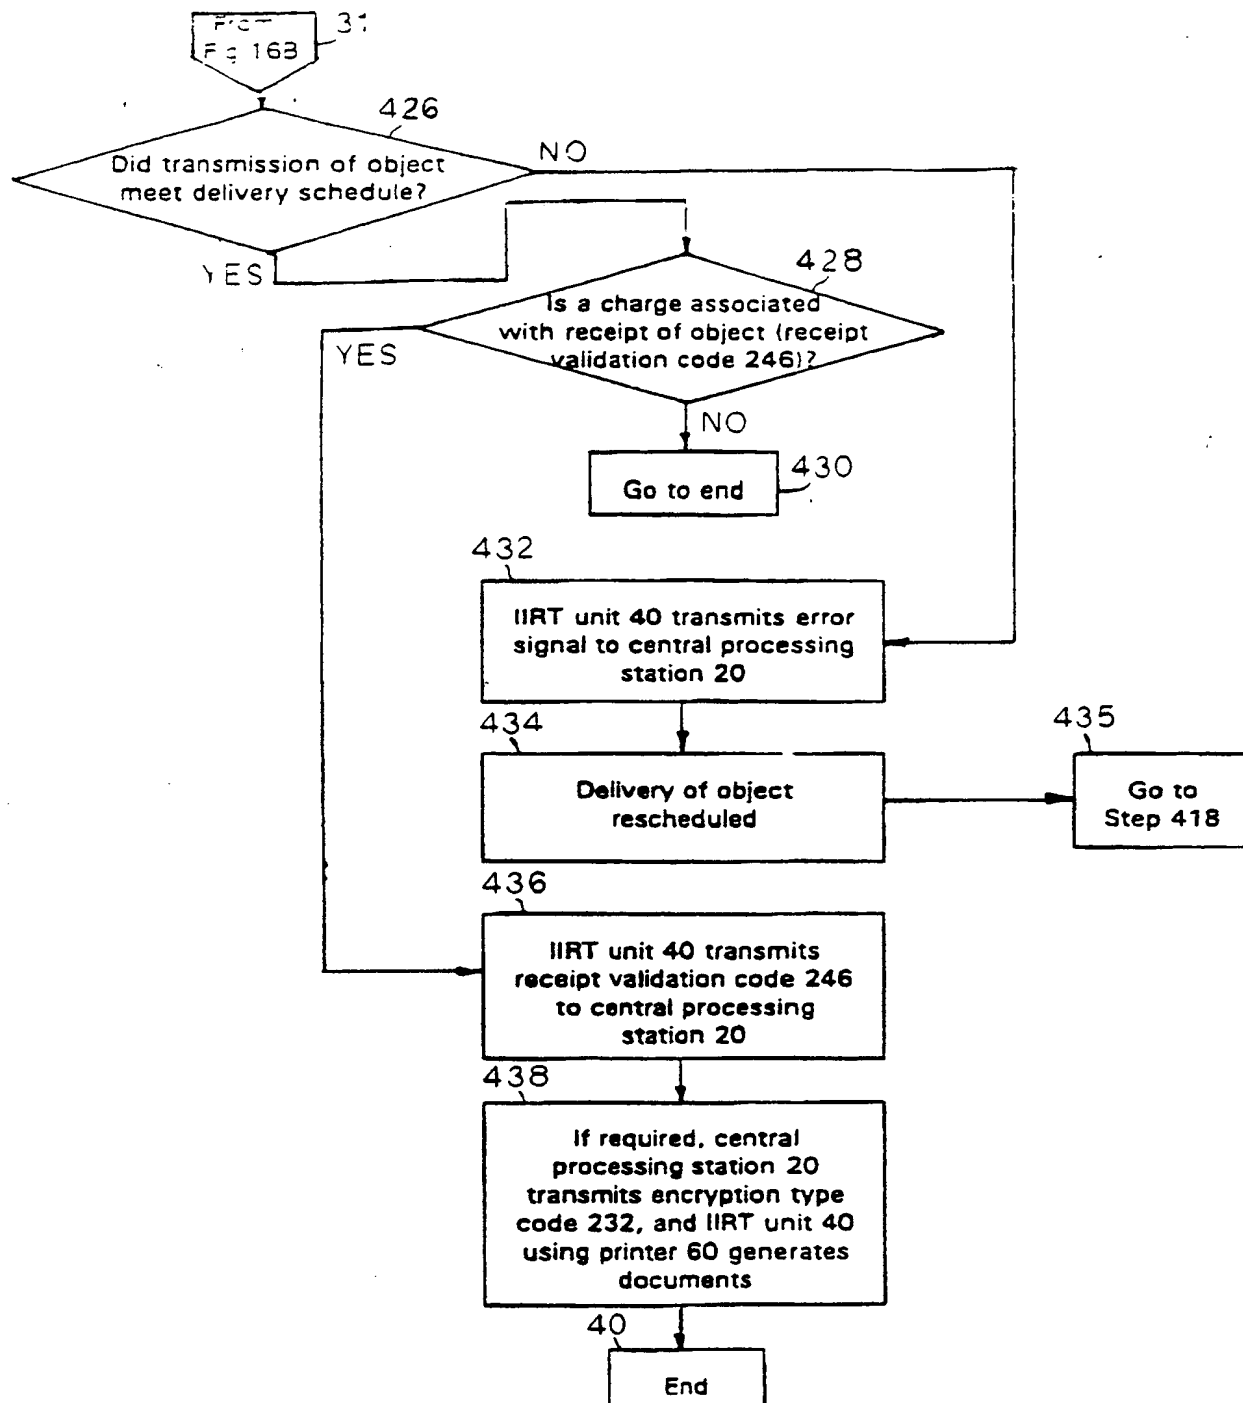 From
Fig 16B
31
426
Did transmission of object
meet delivery schedule?
NO
YES
428
Is a charge associated
with receipt of object (receipt
validation code 246)?
YES
NO
430
Go to end
432
IIRT unit 40 transmits error
signal to central processing
station 20
434
Delivery of object
rescheduled
435
Go to
Step 418
436
IIRT unit 40 transmits
receipt validation code 246
to central processing
station 20
438
If required, central
processing station 20
transmits encryption type
code 232, and IIRT unit 40
using printer 60 generates
documents
40
End